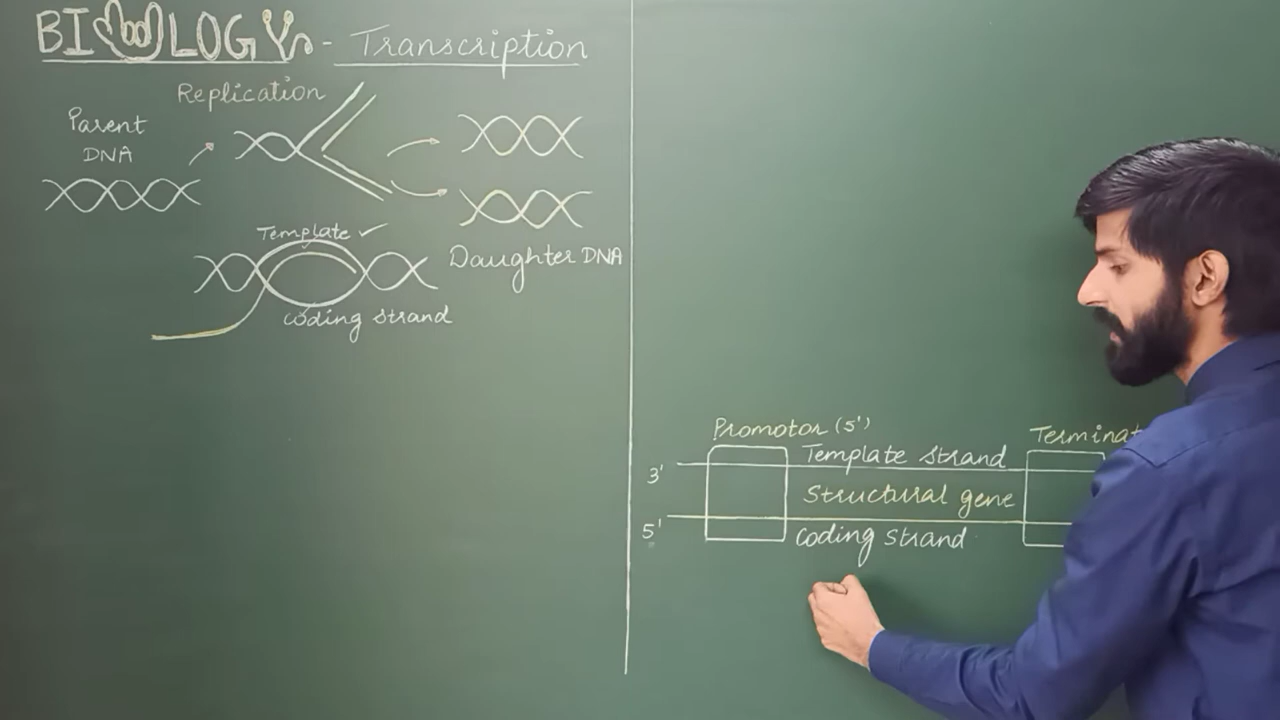 BIOLOGY - Transcription
Replication
Parent
DNA
Template ✓
Daughter DNA
coding strand
Promotor (5')
Terminat
3'
Template strand
Structural gene
5'
coding strand